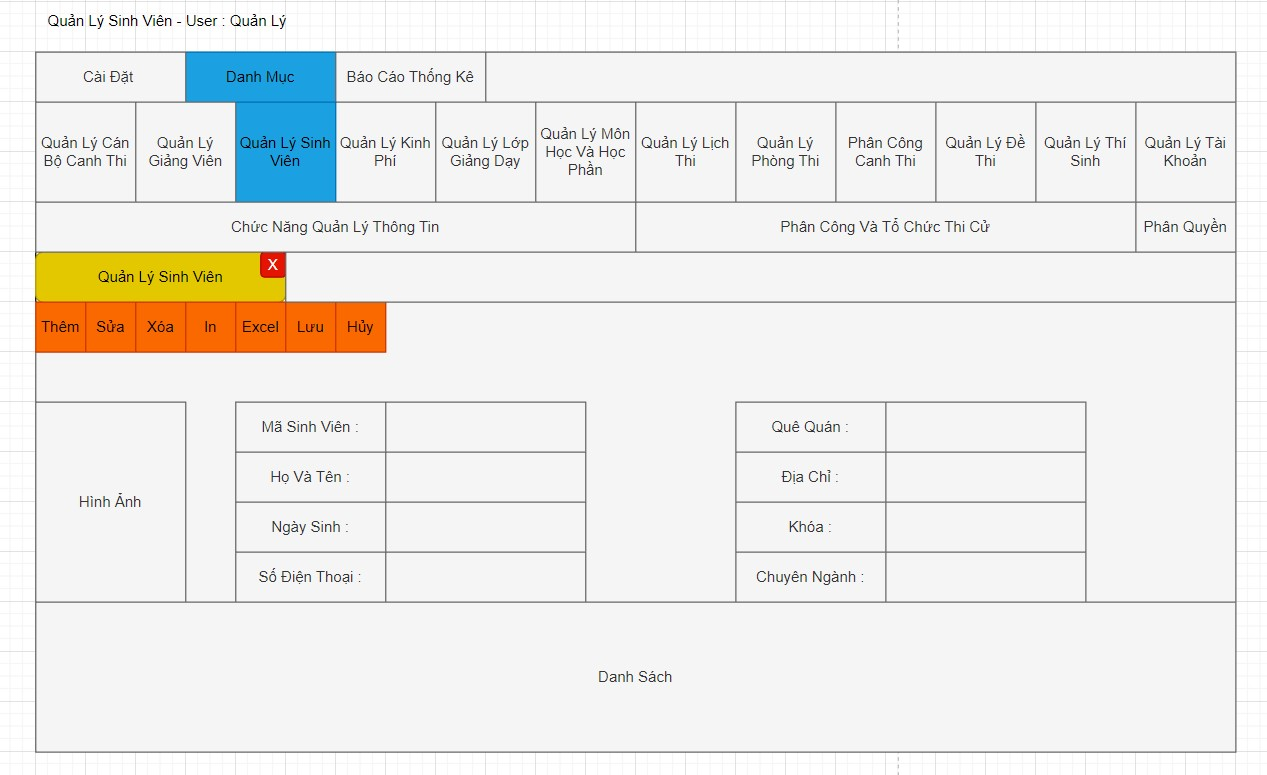 Quản Lý Sinh Viên - User : Quản Lý
Cài Đặt
Danh Mục
Báo Cáo Thống Kê
Quản Lý Cán
Bộ Canh Thi
Quản Lý
Giảng Viên
Quản Lý Sinh
Viên
Quản Lý Kinh
Phí
Quản Lý Lớp
Giảng Dạy
Quản Lý Môn
Học Và Học
Phần
Quản Lý Lịch
Thi
Quản Lý
Phòng Thi
Phân Công
Canh Thi
Quản Lý Đề
Thi
Quản Lý Thí
Sinh
Quản Lý Tài
Khoản
Chức Năng Quản Lý Thông Tin
Phân Công Và Tổ Chức Thi Cử
Phân Quyền
Quản Lý Sinh Viên
X
Thêm
Sửa
Xóa
In
Excel
Lưu
Hủy
Hình Ảnh
Mã Sinh Viên :
Họ Và Tên :
Ngày Sinh :
Số Điện Thoại :
Quê Quán :
Địa Chỉ :
Khóa :
Chuyên Ngành :
Danh Sách